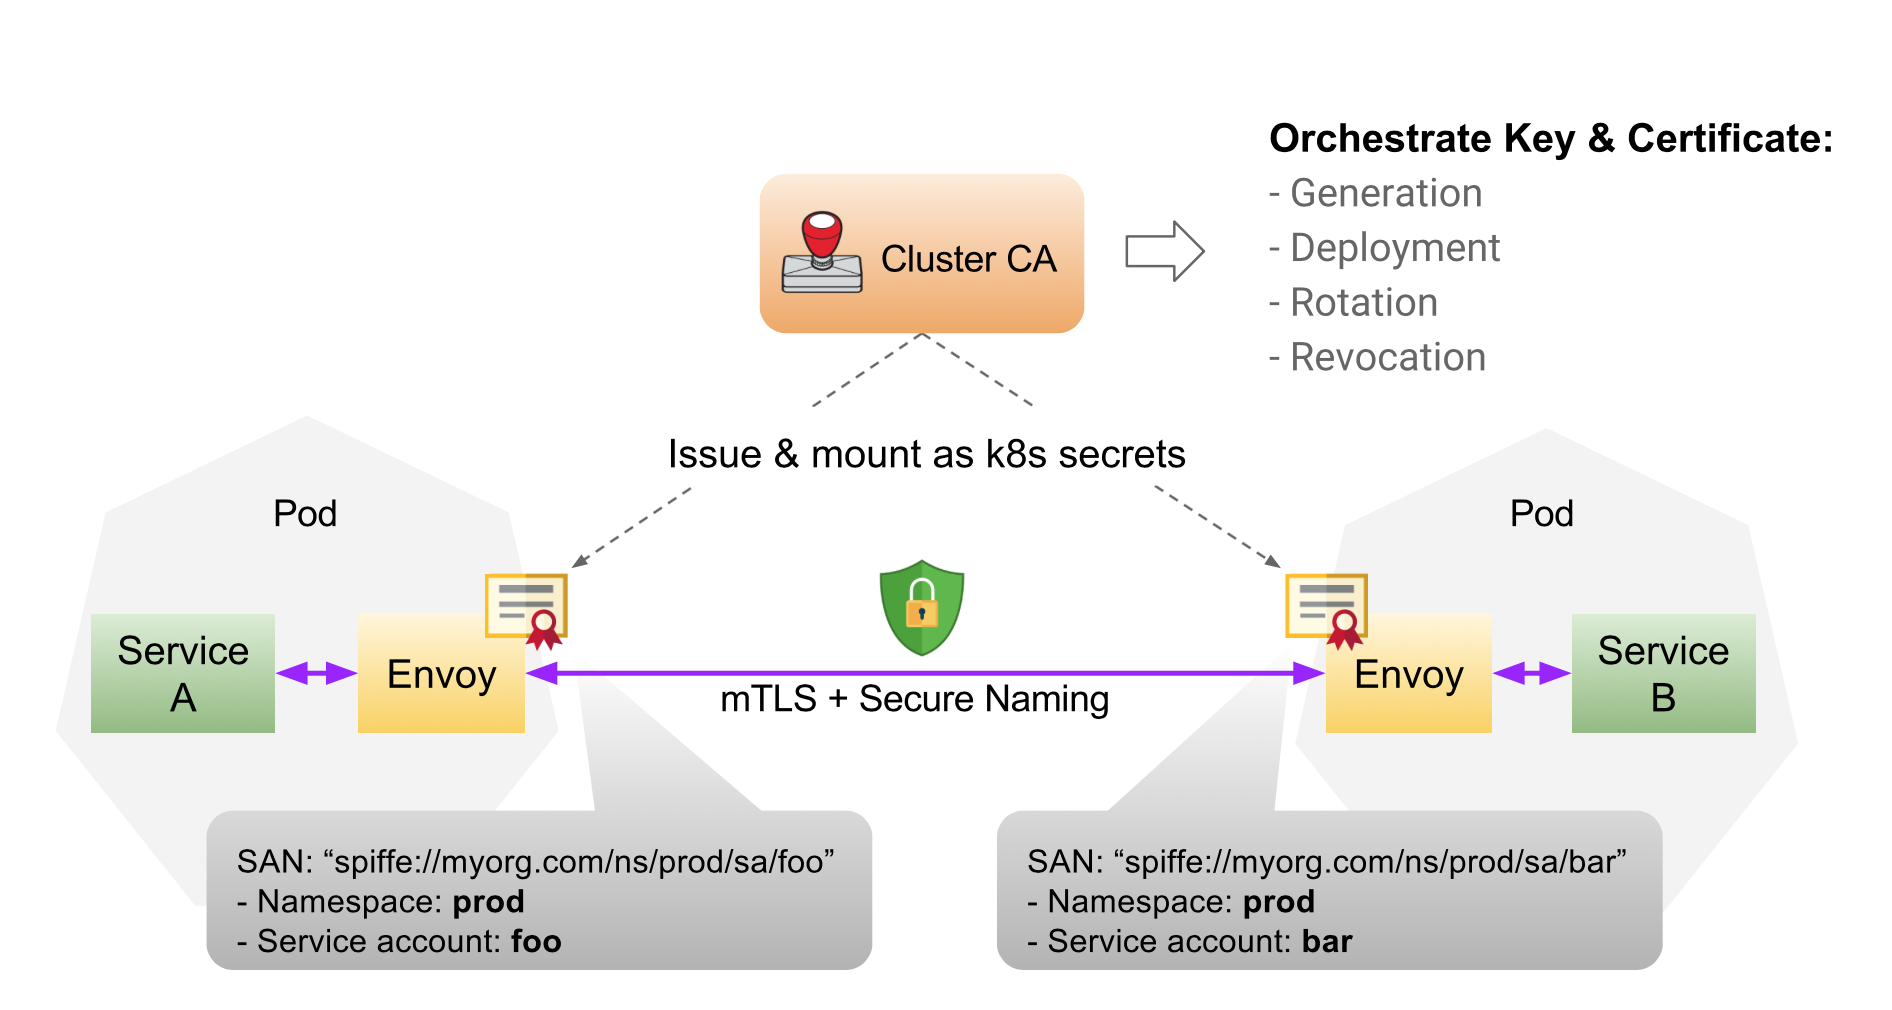 Orchestrate Key & Certificate:
- Generation
- Deployment
- Rotation
- Revocation
Cluster CA
Issue & mount as k8s secrets
Pod
Pod
Service
A
Envoy
mTLS + Secure Naming
Envoy
Service
B
SAN: “spiffe://myorg.com/ns/prod/sa/foo”
- Namespace: prod
- Service account: foo
SAN: “spiffe://myorg.com/ns/prod/sa/bar”
- Namespace: prod
- Service account: bar